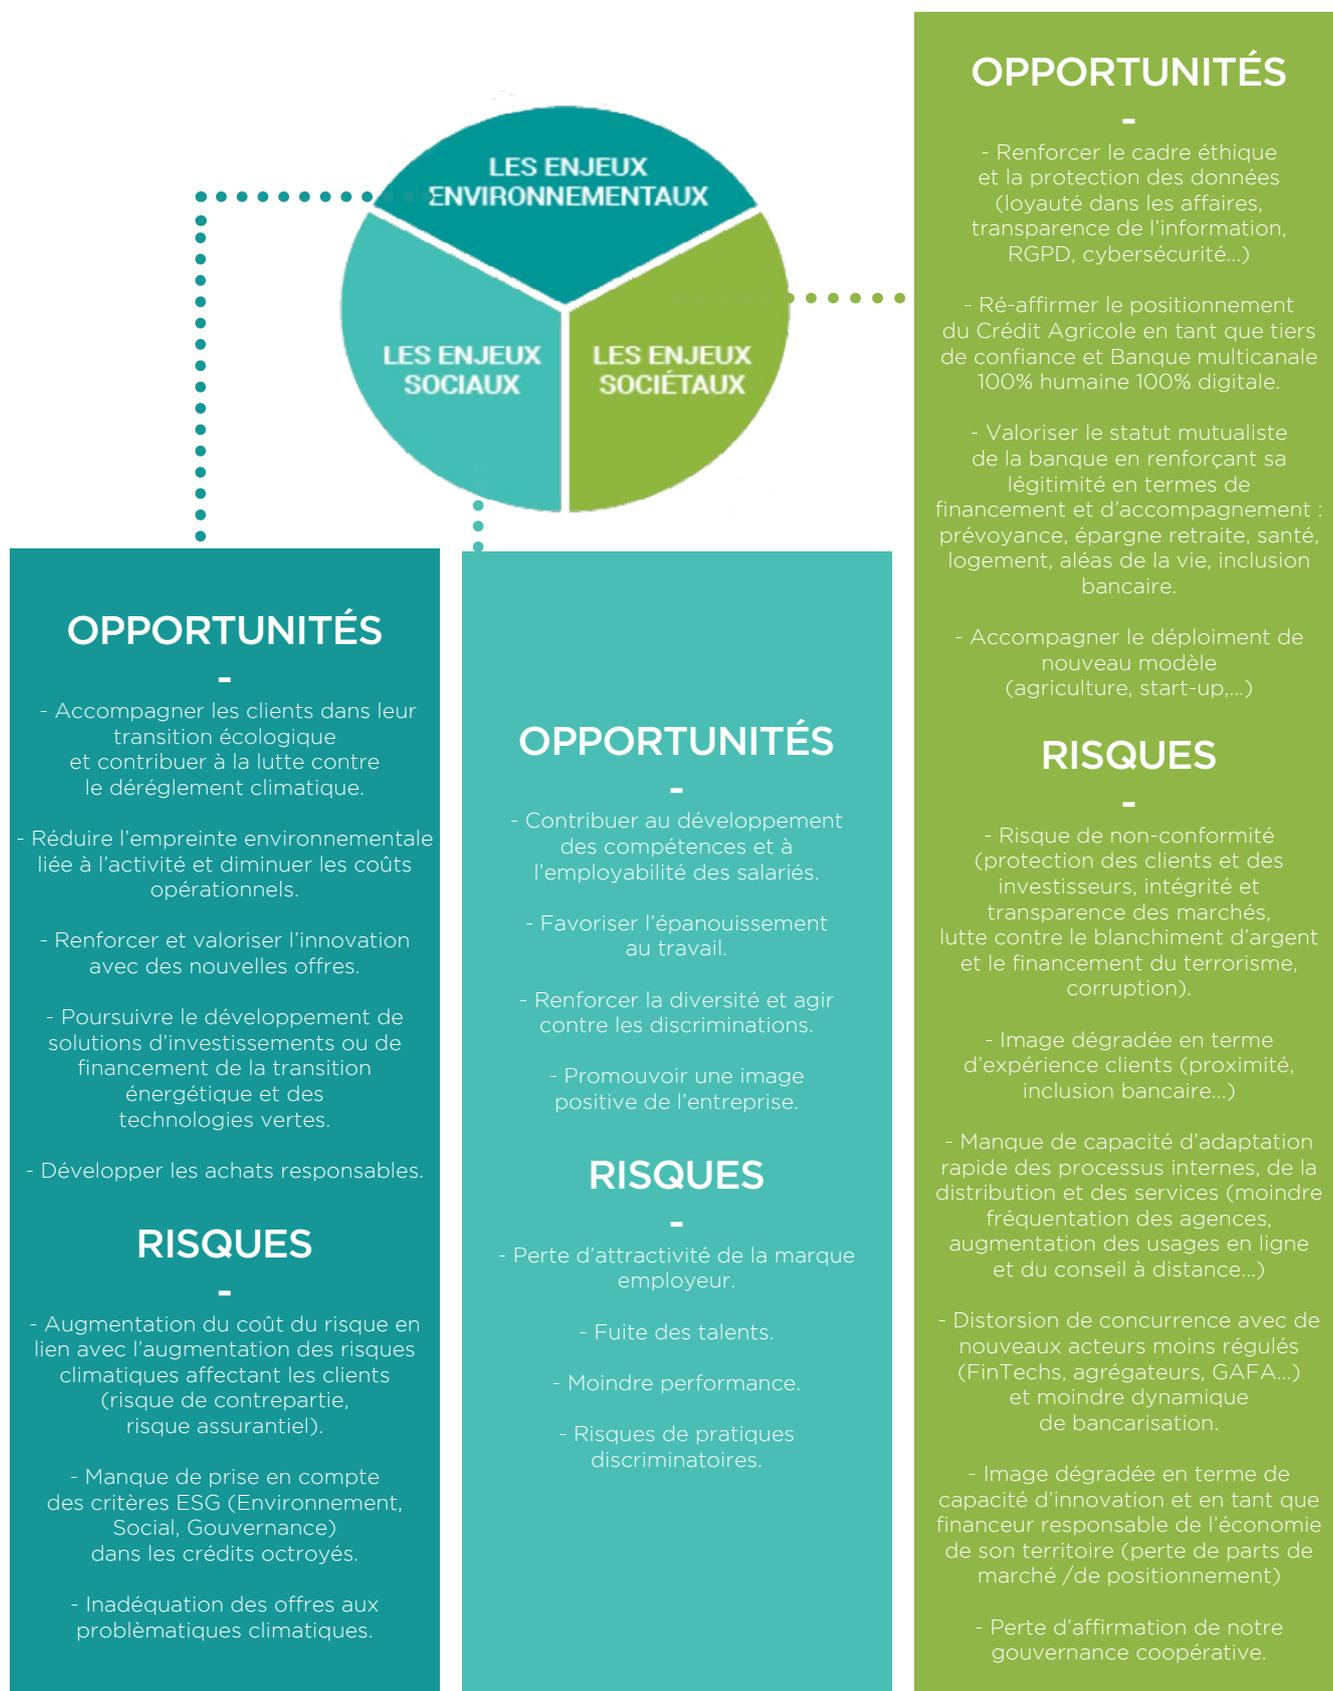 LES ENJEUX
ENVIRONNEMENTAUX
LES ENJEUX
SOCIAUX
LES ENJEUX
SOCIÉTAUX
OPPORTUNITÉS
-
- Accompagner les clients dans leur
transition écologique
et contribuer à la lutte contre
le déréglement climatique.
- Réduire l'empreinte environnementale
liée à l'activité et diminuer les coûts
opérationnels.
- Renforcer et valoriser l'innovation
avec des nouvelles offres.
- Poursuivre le développement de
solutions d'investissements ou de
financement de la transition
énergétique et des
technologies vertes.
- Développer les achats responsables.
RISQUES
-
- Augmentation du coût du risque en
lien avec l'augmentation des risques
climatiques affectant les clients
(risque de contrepartie,
risque assurantiel).
- Manque de prise en compte
des critères ESG (Environnement,
Social, Gouvernance)
dans les crédits octroyés.
- Inadéquation des offres aux
problèmatiques climatiques.
OPPORTUNITÉS
-
- Contribuer au développement
des compétences et à
l'employabilité des salariés.
- Favoriser l'épanouissement
au travail.
- Renforcer la diversité et agir
contre les discriminations.
- Promouvoir une image
positive de l'entreprise.
RISQUES
-
- Perte d'attractivité de la marque
employeur.
- Fuite des talents.
- Moindre performance.
- Risques de pratiques
discriminatoires.
OPPORTUNITÉS
-
- Renforcer le cadre éthique
et la protection des données
(loyauté dans les affaires,
transparence de l'information,
RGPD, cybersécurité...)
- Ré-affirmer le positionnement
du Crédit Agricole en tant que tiers
de confiance et Banque multicanale
100% humaine 100% digitale.
- Valoriser le statut mutualiste
de la banque en renforçant sa
légitimité en termes de
financement et d'accompagnement :
prévoyance, épargne retraite, santé,
logement, aléas de la vie, inclusion
bancaire.
- Accompagner le déploiment de
nouveau modèle
(agriculture, start-up,...)
RISQUES
-
- Risque de non-conformité
(protection des clients et des
investisseurs, intégrité et
transparence des marchés,
lutte contre le blanchiment d'argent
et le financement du terrorisme,
corruption).
- Image dégradée en terme
d'expérience clients (proximité,
inclusion bancaire...)
- Manque de capacité d'adaptation
rapide des processus internes, de la
distribution et des services (moindre
fréquentation des agences,
augmentation des usages en ligne
et du conseil à distance...)
- Distorsion de concurrence avec de
nouveaux acteurs moins régulés
(FinTechs, agrégateurs, GAFA...)
et moindre dynamique
de bancarisation.
- Image dégradée en terme de
capacité d'innovation et en tant que
financeur responsable de l'économie
de son territoire (perte de parts de
marché /de positionnement)
- Perte d'affirmation de notre
gouvernance coopérative.